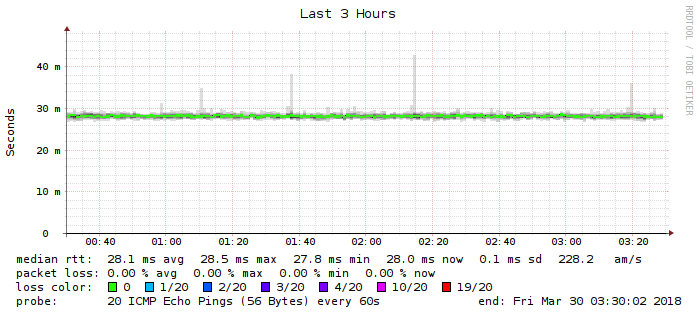 Last 3 Hours
RRDTOOL / TOBI OETIKER
Seconds
40 m
30 m
20 m
10 m
0
00:40 01:00 01:20 01:40 02:00 02:20 02:40 03:00 03:20
median rtt: 28.1 ms avg 28.5 ms max 27.8 ms min 28.0 ms now 0.1 ms sd 228.2 am/s
packet loss: 0.00 % avg 0.00 % max 0.00 % min 0.00 % now
loss color: 0 1/20 2/20 3/20 4/20 10/20 19/20
probe: 20 ICMP Echo Pings (56 Bytes) every 60s end: Fri Mar 30 03:30:02 2018